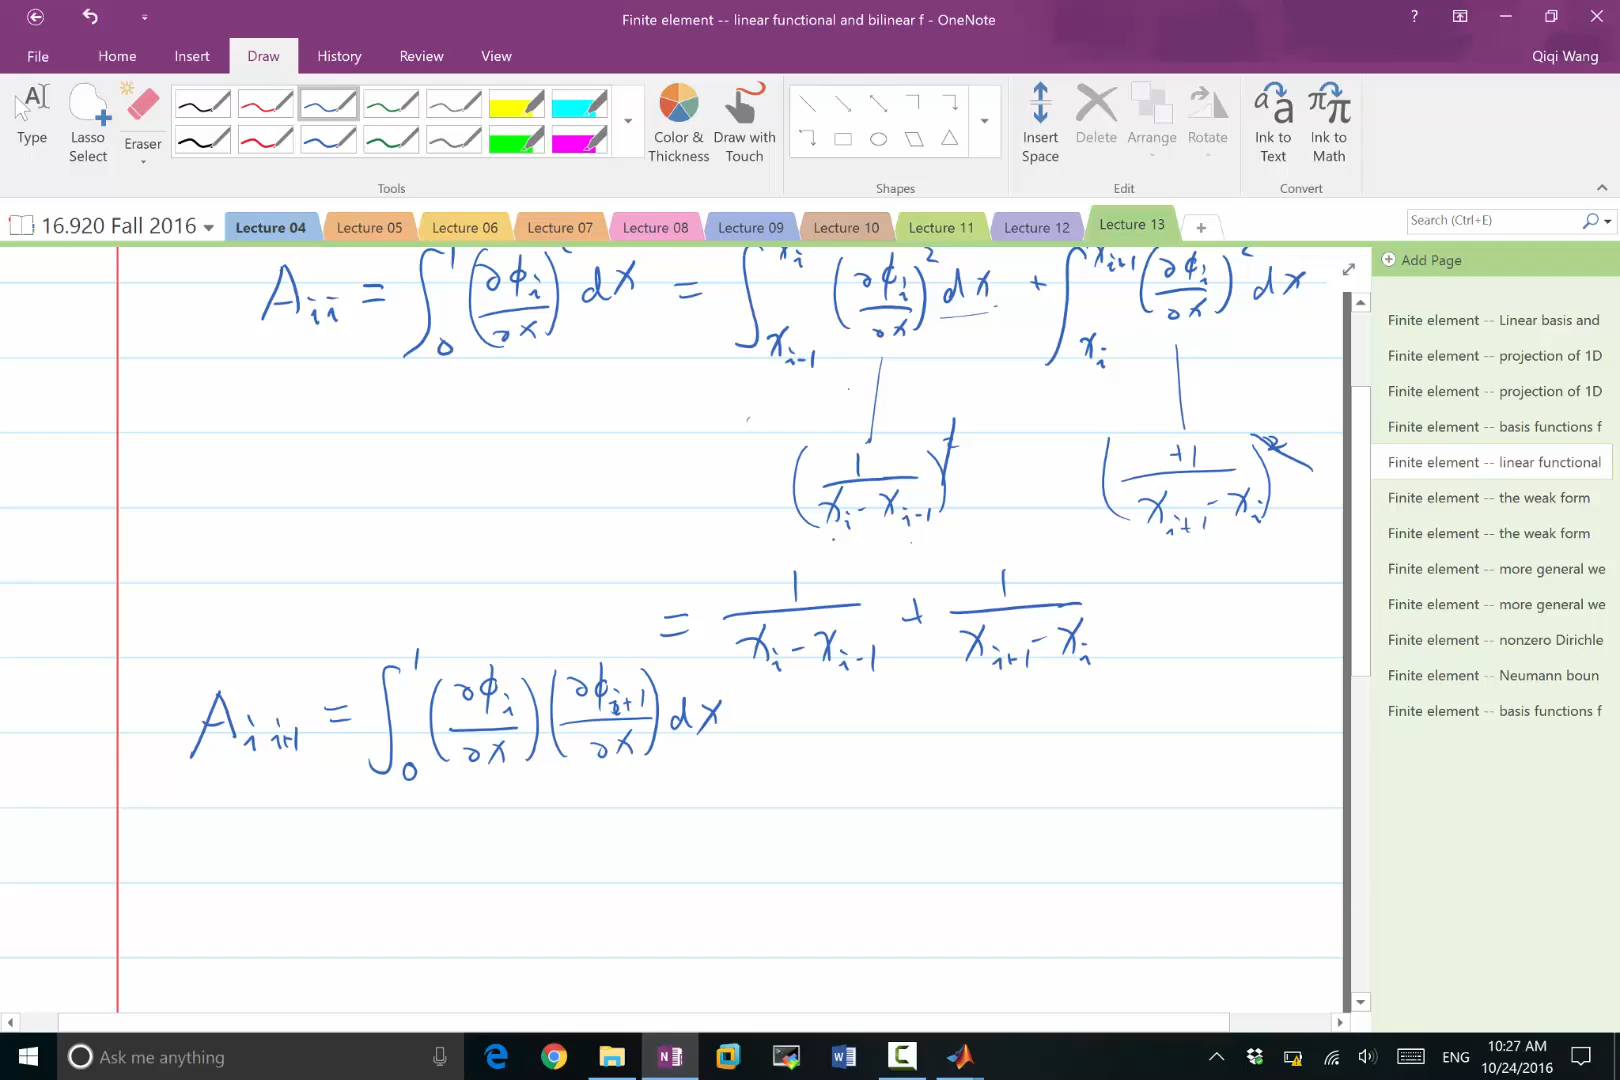 Finite element -- linear functional and bilinear f - OneNote
File Home Insert Draw History Review View
Qiqi Wang
Type
Lasso Select
Eraser
Color & Thickness
Draw with Touch
Insert Space
Delete
Arrange
Rotate
Ink to Text
Ink to Math
Tools
Shapes
Edit
Convert
16.920 Fall 2016
Lecture 04
Lecture 05
Lecture 06
Lecture 07
Lecture 08
Lecture 09
Lecture 10
Lecture 11
Lecture 12
Lecture 13
Search (Ctrl+E)
A_{ii} = ∫_0^1 (∂φ_i/∂x)^2 dx = ∫_{x_{i-1}}^{x_i} (∂φ_i/∂x)^2 dx + ∫_{x_i}^{x_{i+1}} (∂φ_i/∂x)^2 dx
(1/(x_i - x_{i-1}))^2 (+1/(x_{i+1} - x_i))^2
= 1/(x_i - x_{i-1}) + 1/(x_{i+1} - x_i)
A_{i i+1} = ∫_0^1 (∂φ_i/∂x)(∂φ_{i+1}/∂x) dx
Add Page
Finite element -- Linear basis and
Finite element -- projection of 1D
Finite element -- projection of 1D
Finite element -- basis functions f
Finite element -- linear functional
Finite element -- the weak form
Finite element -- the weak form
Finite element -- more general we
Finite element -- more general we
Finite element -- nonzero Dirichle
Finite element -- Neumann boun
Finite element -- basis functions f
Ask me anything
ENG
10:27 AM
10/24/2016